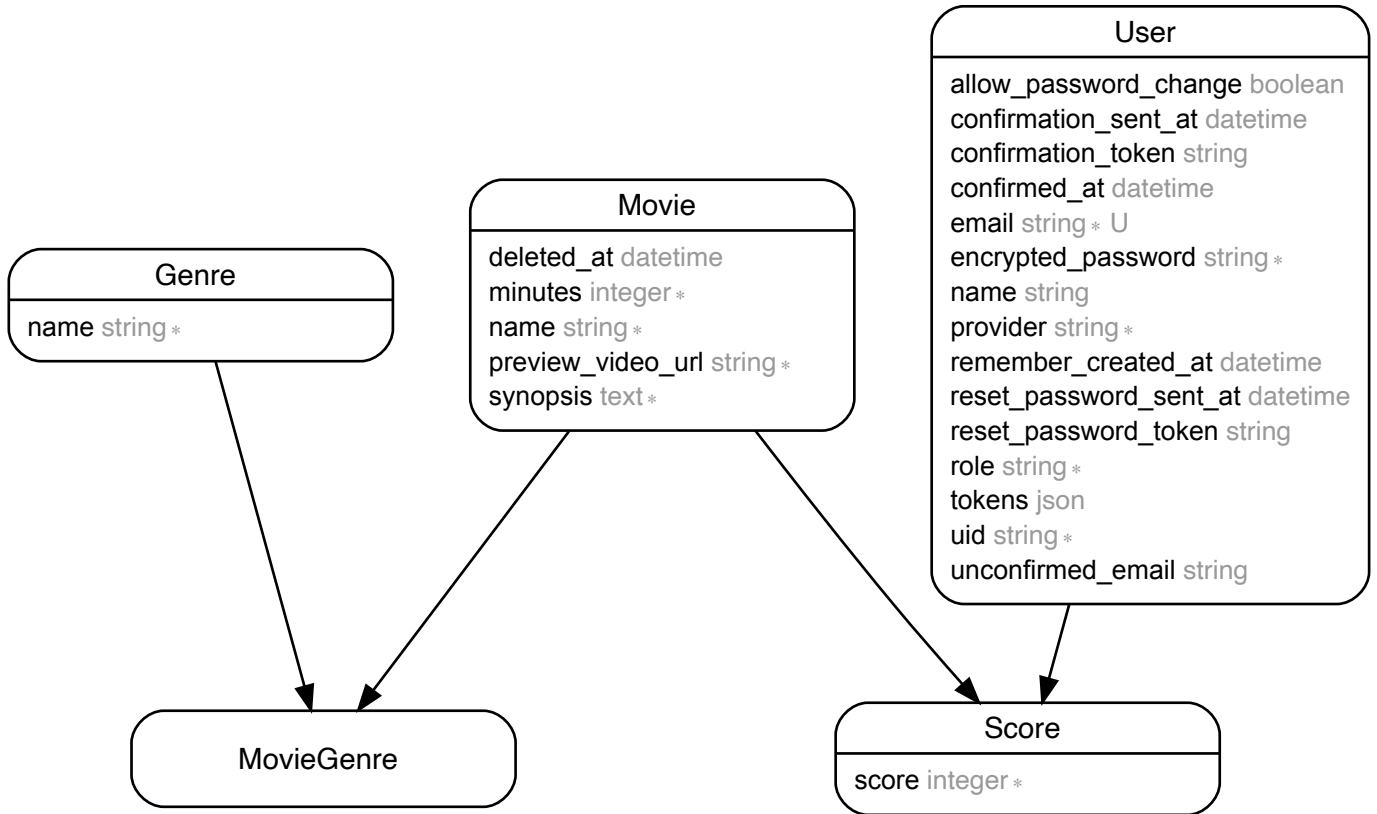 User
allow_password_change boolean
confirmation_sent_at datetime
confirmation_token string
confirmed_at datetime
email string * U
encrypted_password string *
name string
provider string *
remember_created_at datetime
reset_password_sent_at datetime
reset_password_token string
role string *
tokens json
uid string *
unconfirmed_email string
Movie
deleted_at datetime
minutes integer *
name string *
preview_video_url string *
synopsis text *
Genre
name string *
MovieGenre
Score
score integer *